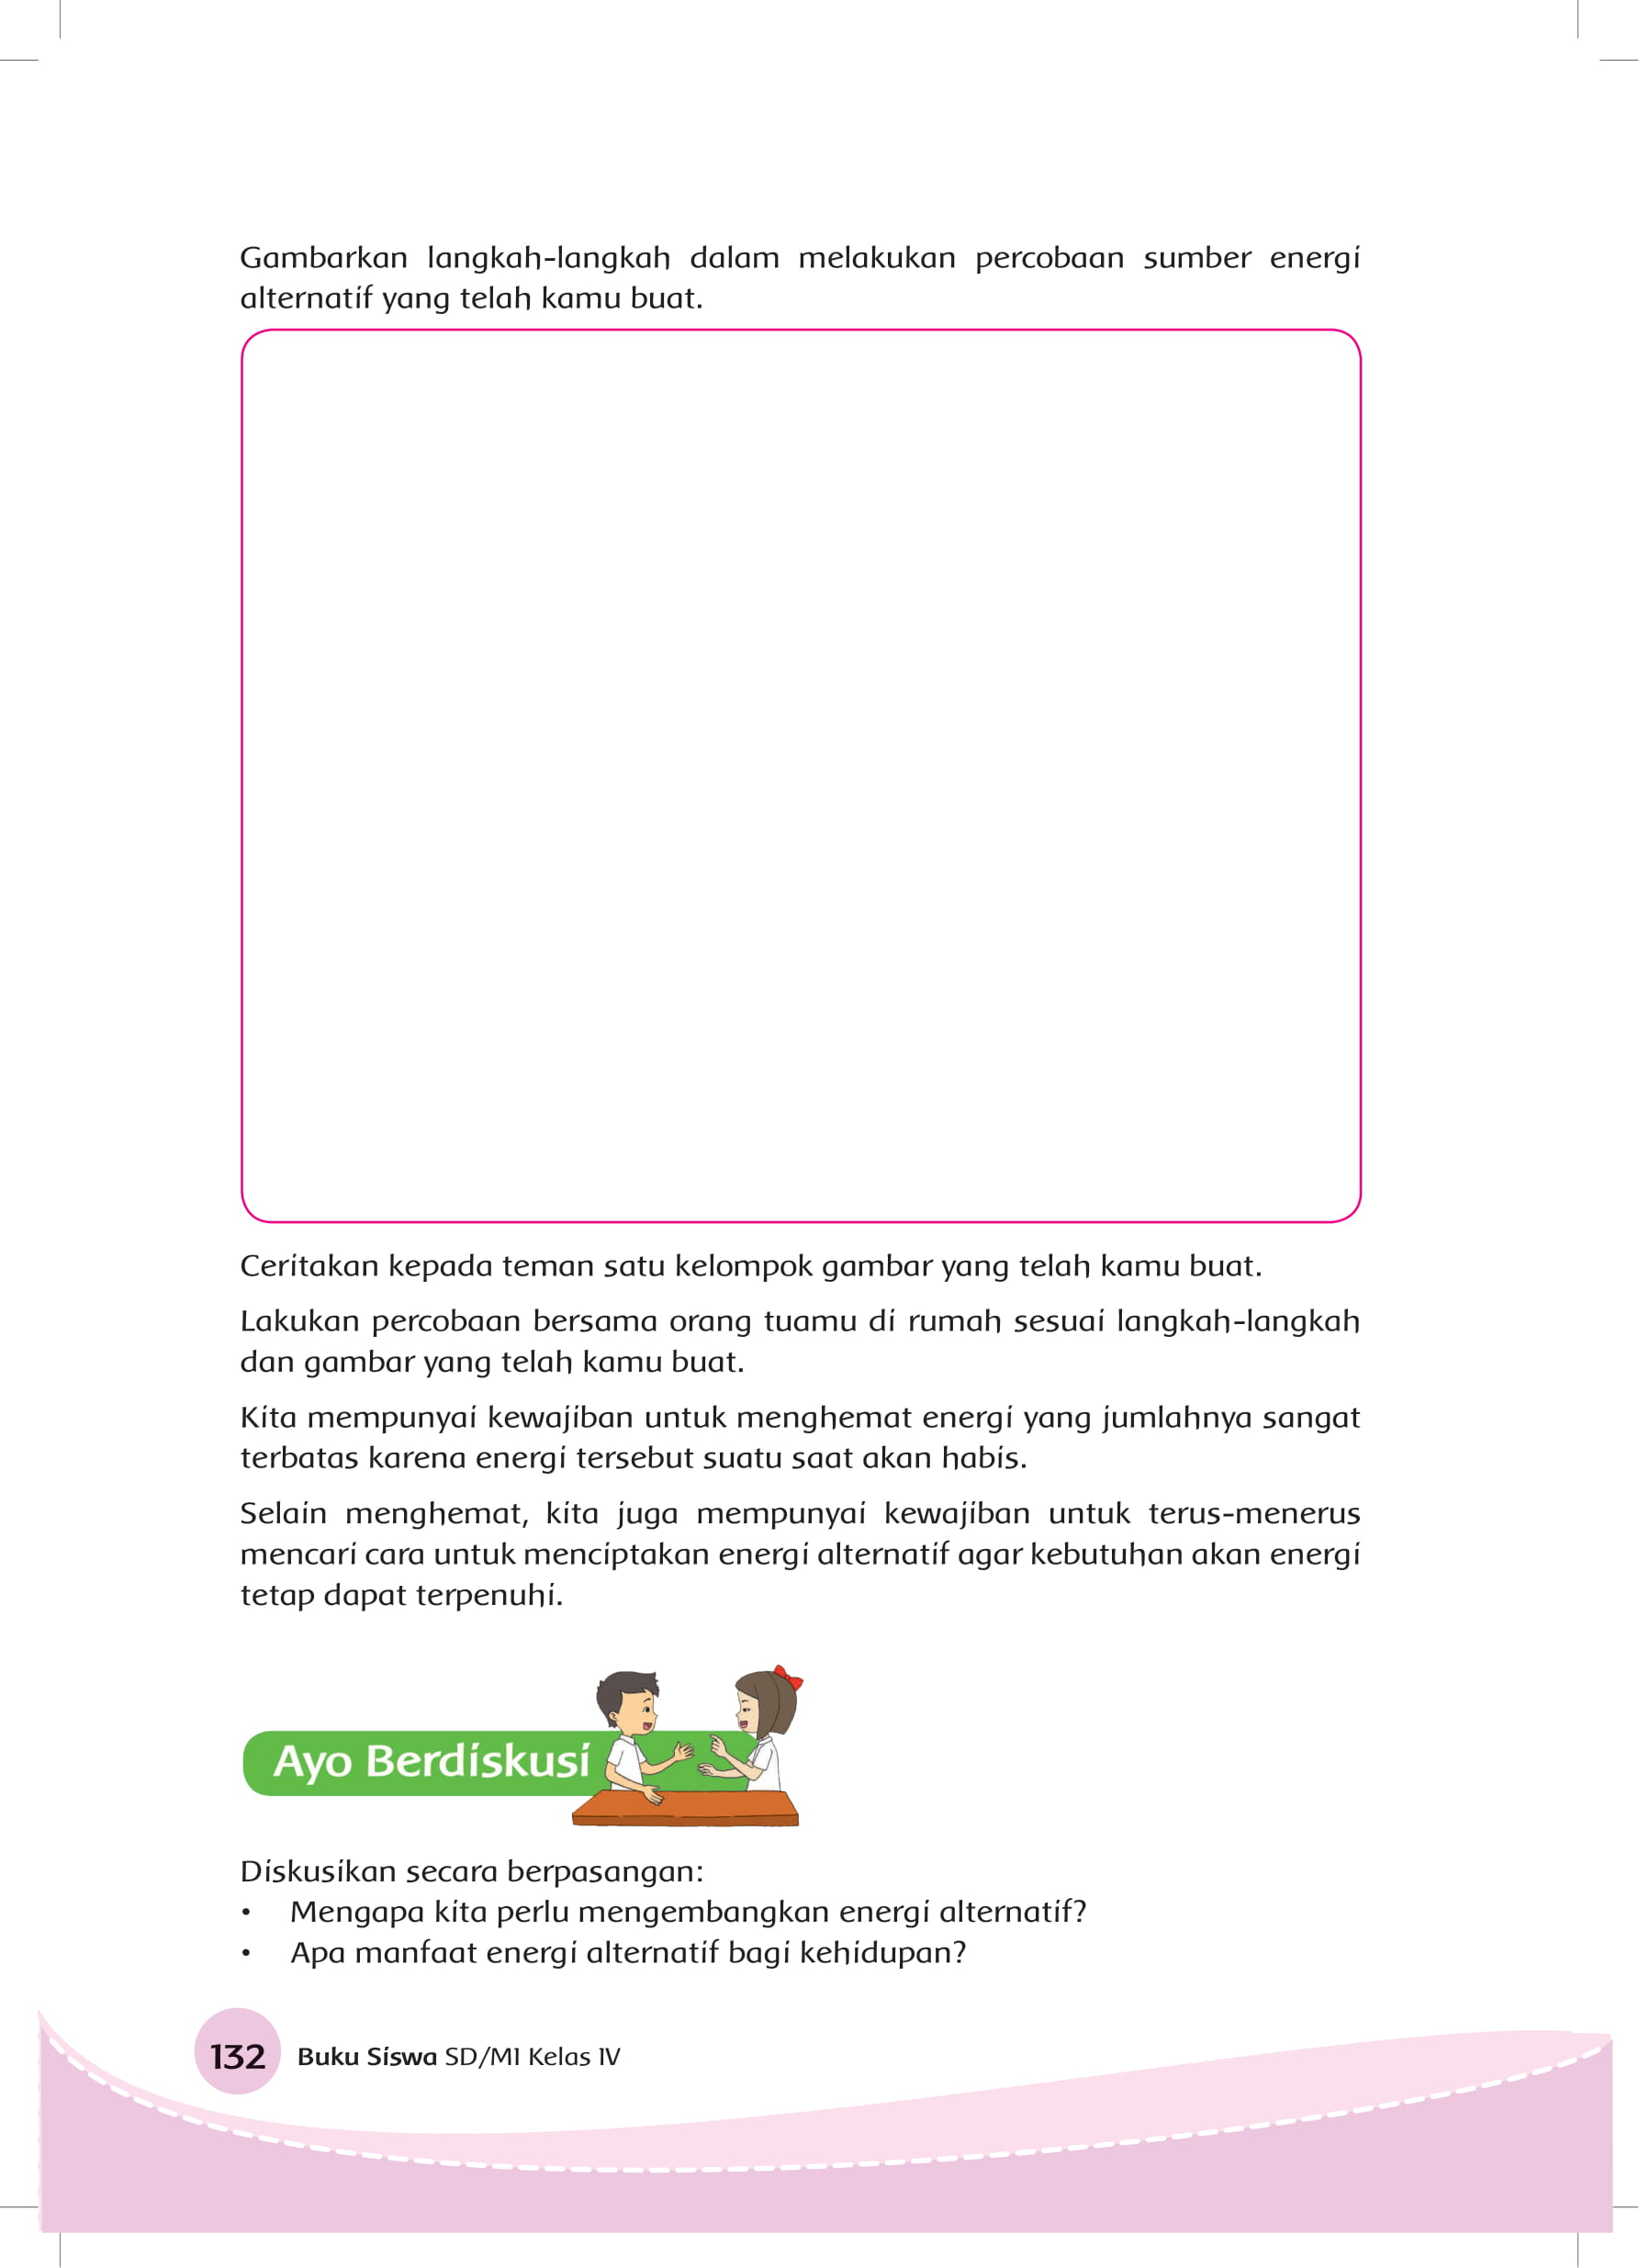 Gambarkan langkah-langkah dalam melakukan percobaan sumber energi
alternatif yang telah kamu buat.
Ceritakan kepada teman satu kelompok gambar yang telah kamu buat.
Lakukan percobaan bersama orang tuamu di rumah sesuai langkah-langkah
dan gambar yang telah kamu buat.
Kita mempunyai kewajiban untuk menghemat energi yang jumlahnya sangat
terbatas karena energi tersebut suatu saat akan habis.
Selain menghemat, kita juga mempunyai kewajiban untuk terus-menerus
mencari cara untuk menciptakan energi alternatif agar kebutuhan akan energi
tetap dapat terpenuhi.
Ayo Berdiskusi
Diskusikan secara berpasangan:
• Mengapa kita perlu mengembangkan energi alternatif?
• Apa manfaat energi alternatif bagi kehidupan?
132 Buku Siswa SD/MI Kelas IV